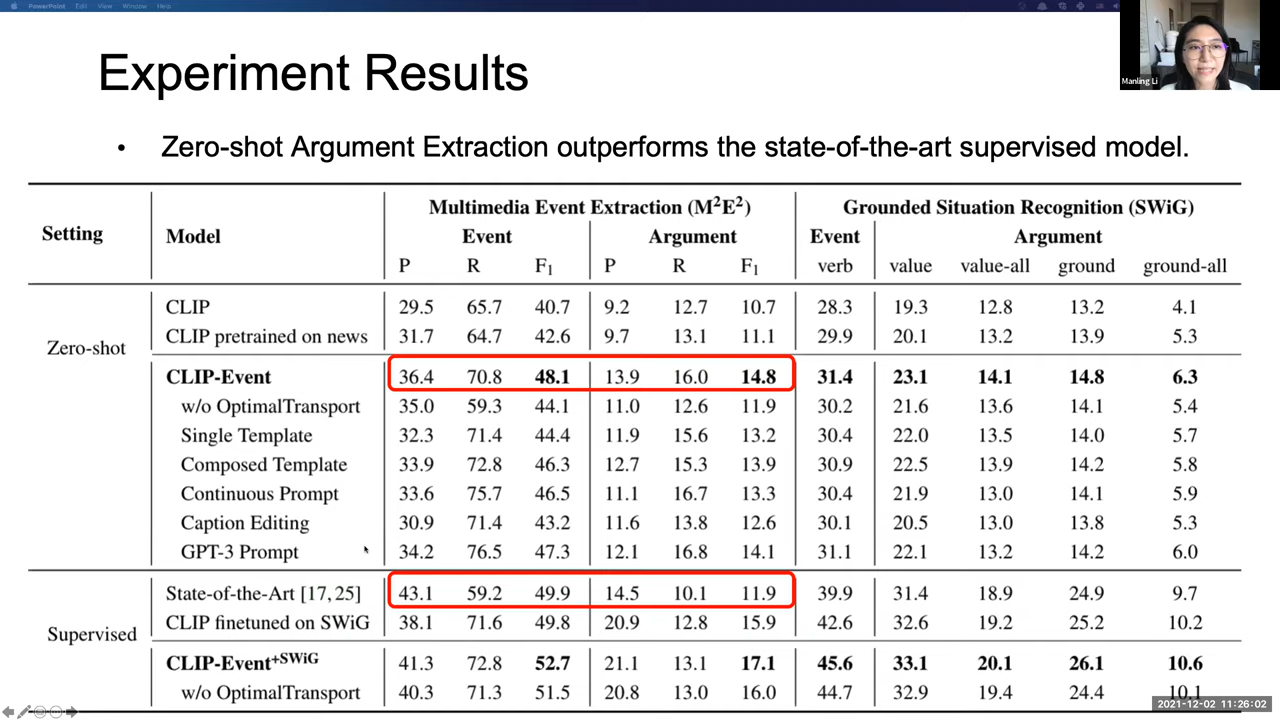 PowerPoint Edit View Window Help
Manling Li
Experiment Results
• Zero-shot Argument Extraction outperforms the state-of-the-art supervised model.
Setting Model Multimedia Event Extraction (M²E²) Grounded Situation Recognition (SWiG)
Event Argument Event Argument
P R F₁ P R F₁ verb value value-all ground ground-all
Zero-shot
CLIP 29.5 65.7 40.7 9.2 12.7 10.7 28.3 19.3 12.8 13.2 4.1
CLIP pretrained on news 31.7 64.7 42.6 9.7 13.1 11.1 29.9 20.1 13.2 13.9 5.3
CLIP-Event 36.4 70.8 48.1 13.9 16.0 14.8 31.4 23.1 14.1 14.8 6.3
w/o OptimalTransport 35.0 59.3 44.1 11.0 12.6 11.9 30.2 21.6 13.6 14.1 5.4
Single Template 32.3 71.4 44.4 11.9 15.6 13.2 30.4 22.0 13.5 14.0 5.7
Composed Template 33.9 72.8 46.3 12.7 15.3 13.9 30.9 22.5 13.9 14.2 5.8
Continuous Prompt 33.6 75.7 46.5 11.1 16.7 13.3 30.4 21.9 13.0 14.1 5.9
Caption Editing 30.9 71.4 43.2 11.6 13.8 12.6 30.1 20.5 13.0 13.8 5.3
GPT-3 Prompt 34.2 76.5 47.3 12.1 16.8 14.1 31.1 22.1 13.2 14.2 6.0
Supervised
State-of-the-Art [17, 25] 43.1 59.2 49.9 14.5 10.1 11.9 39.9 31.4 18.9 24.9 9.7
CLIP finetuned on SWiG 38.1 71.6 49.8 20.9 12.8 15.9 42.6 32.6 19.2 25.2 10.2
CLIP-Event+SWiG 41.3 72.8 52.7 21.1 13.1 17.1 45.6 33.1 20.1 26.1 10.6
w/o OptimalTransport 40.3 71.3 51.5 20.8 13.0 16.0 44.7 32.9 19.4 24.4 10.1
2021-12-02 11:26:02